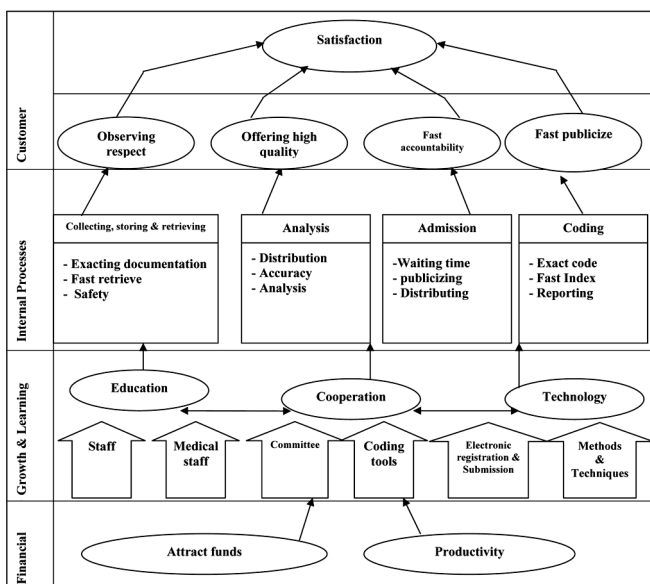 Satisfaction
Customer
Observing
respect
Offering high
quality
Fast
accountability
Fast publicize
Internal Processes
Collecting, storing & retrieving
- Exacting documentation
- Fast retrieve
- Safety
Analysis
- Distribution
- Accuracy
- Analysis
Admission
-Waiting time
- publicizing
- Distributing
Coding
- Exact code
- Fast Index
- Reporting
Growth & Learning
Education
Cooperation
Technology
Staff
Medical
staff
Committee
Coding
tools
Electronic
registration &
Submission
Methods
&
Techniques
Financial
Attract funds
Productivity